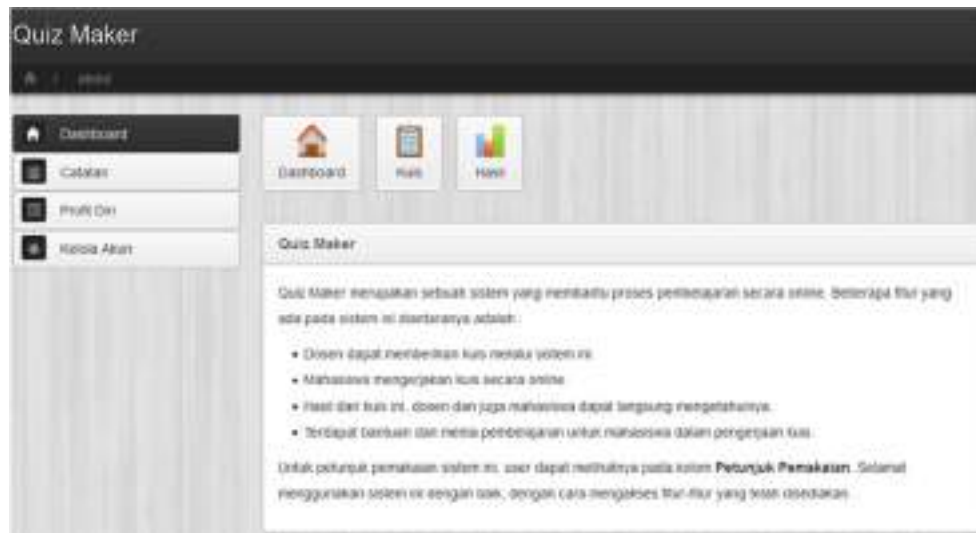 Quiz Maker
/
Dashboard
Catatan
Profil Diri
Kelola Akun
Dashboard
Kuis
Hasil
Quiz Maker
Quiz Maker merupakan sebuah sistem yang membantu proses pembelajaran secara online. Beberapa fitur yang
ada pada sistem ini diantaranya adalah :
Dosen dapat memberikan kuis melalui sistem ini.
Mahasiswa mengerjakan kuis secara online
Hasil dari kuis ini, dosen dan juga mahasiswa dapat langsung mengetahuinya.
Terdapat bantuan dan media pembelajaran untuk mahasiswa dalam pengerjaan kuis.
Untuk petunjuk pemakaian sistem ini, user dapat melihatnya pada kolom Petunjuk Pemakaian. Selamat
menggunakan sistem ini dengan baik, dengan cara mengakses fitur-fitur yang telah disediakan.